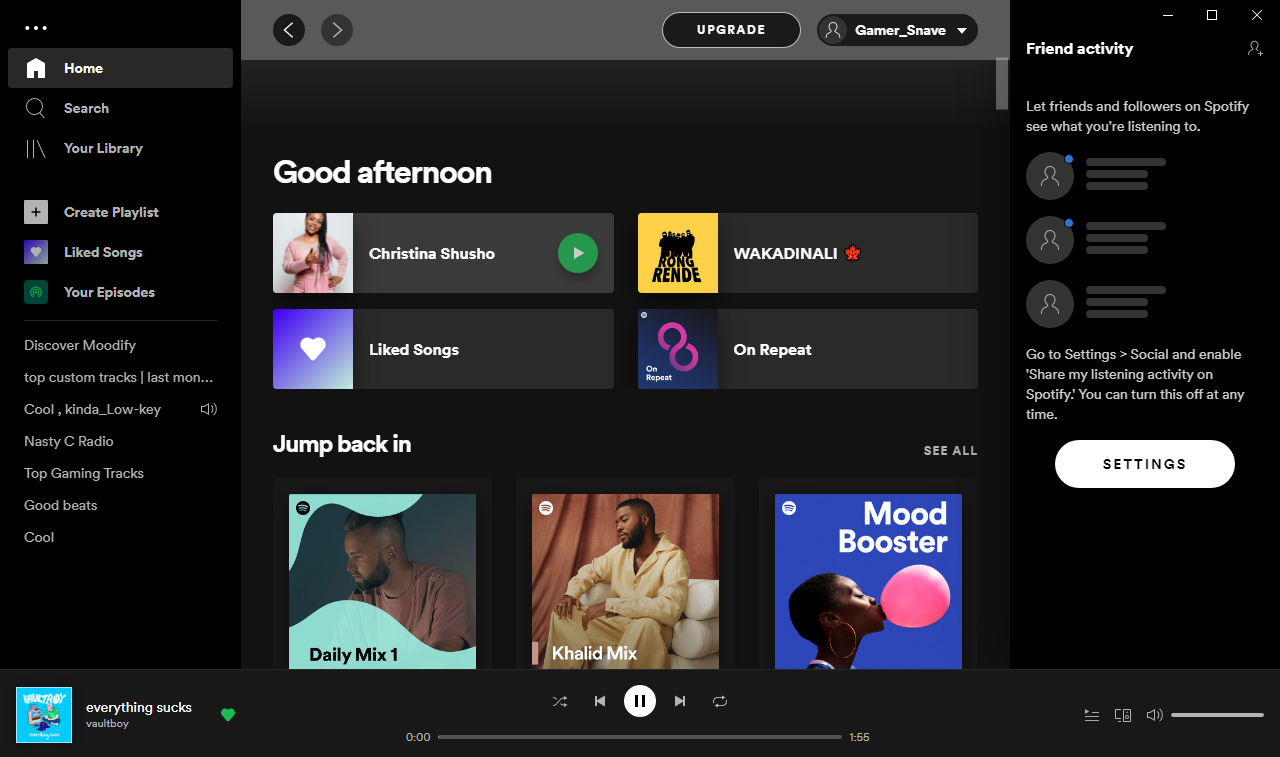 UPGRADE
Gamer_Snave
Home
Search
Your Library
Create Playlist
Liked Songs
Your Episodes
Discover Moodify
top custom tracks | last mon...
Cool , kinda_Low-key
Nasty C Radio
Top Gaming Tracks
Good beats
Cool
Good afternoon
Christina Shusho
RONG
RENDE
WAKADINALI 🍁
Liked Songs
On
Repeat
On Repeat
Jump back in
SEE ALL
Daily Mix 1
Khalid Mix
Mood
Booster
Friend activity
Let friends and followers on Spotify
see what you're listening to.
Go to Settings > Social and enable
'Share my listening activity on
Spotify.' You can turn this off at any
time.
SETTINGS
VAULTBOY
everything sucks
everything sucks
vaultboy
0:00
1:55